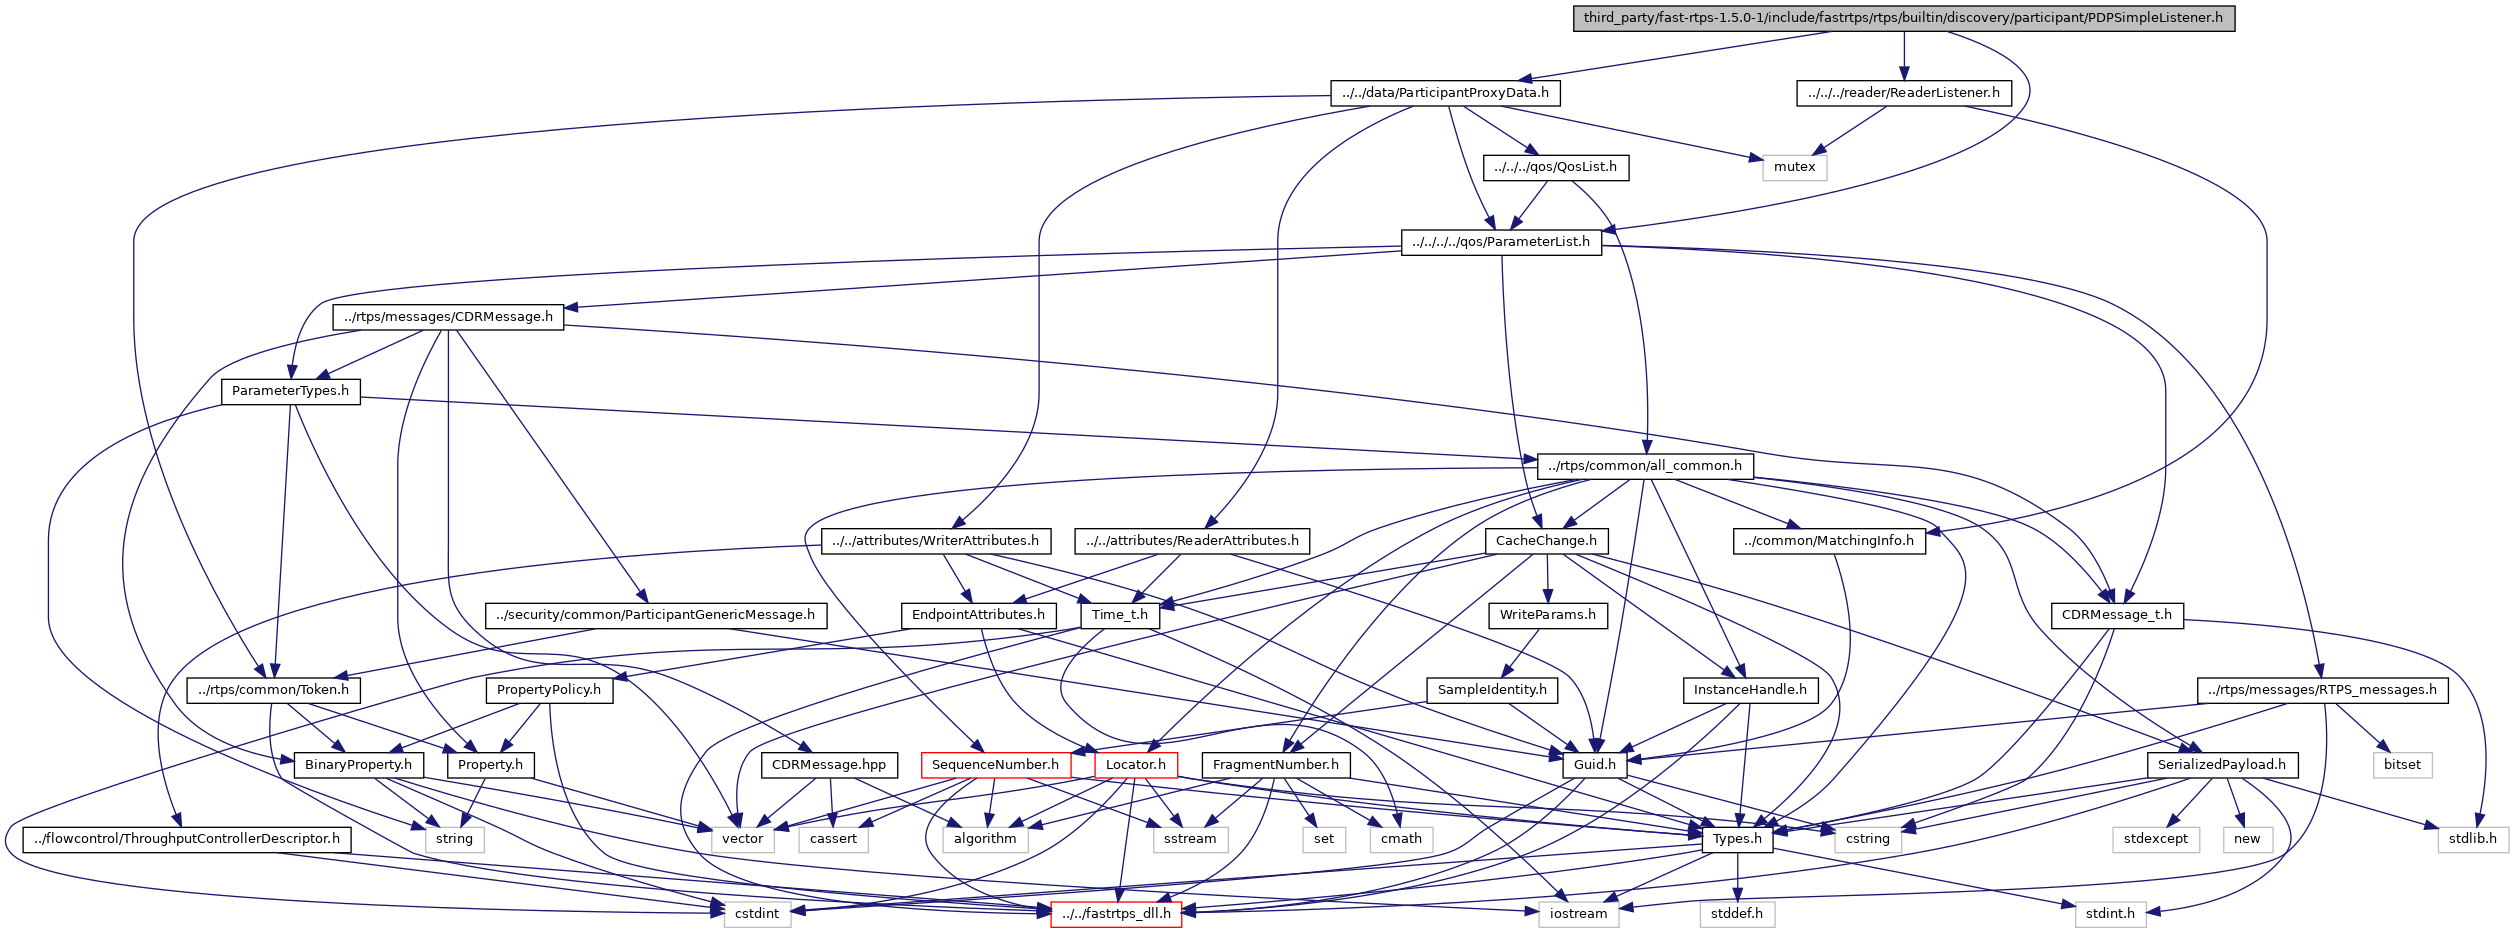 third_party/fast-rtps-1.5.0-1/include/fastrtps/rtps/builtin/discovery/participant/PDPSimpleListener.h
../../data/ParticipantProxyData.h
../../../reader/ReaderListener.h
../../../qos/QosList.h
mutex
../../../../qos/ParameterList.h
../rtps/messages/CDRMessage.h
ParameterTypes.h
../rtps/common/all_common.h
../../attributes/WriterAttributes.h
../../attributes/ReaderAttributes.h
CacheChange.h
../common/MatchingInfo.h
../security/common/ParticipantGenericMessage.h
EndpointAttributes.h
Time_t.h
WriteParams.h
CDRMessage_t.h
../rtps/common/Token.h
PropertyPolicy.h
SampleIdentity.h
InstanceHandle.h
../rtps/messages/RTPS_messages.h
BinaryProperty.h
Property.h
CDRMessage.hpp
SequenceNumber.h
Locator.h
FragmentNumber.h
Guid.h
bitset
SerializedPayload.h
../flowcontrol/ThroughputControllerDescriptor.h
string
vector
cassert
algorithm
sstream
set
cmath
Types.h
cstring
stdexcept
new
stdlib.h
cstdint
../../fastrtps_dll.h
iostream
stddef.h
stdint.h